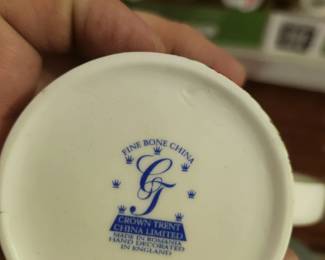 FINE BONE CHINA
CT
CROWN TRENT
CHINA LIMITED
MADE IN ROMANIA
HAND DECORATED
IN ENGLAND